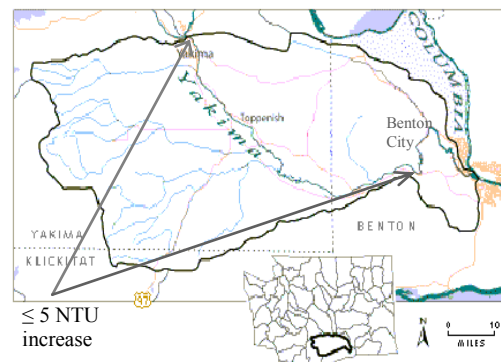 Yakima
COLUMBIA
Yakima
Toppenish
Benton
City
YAKIMA
BENTON
KLICKITAT
97
≤ 5 NTU
increase
N
0 10
MILES